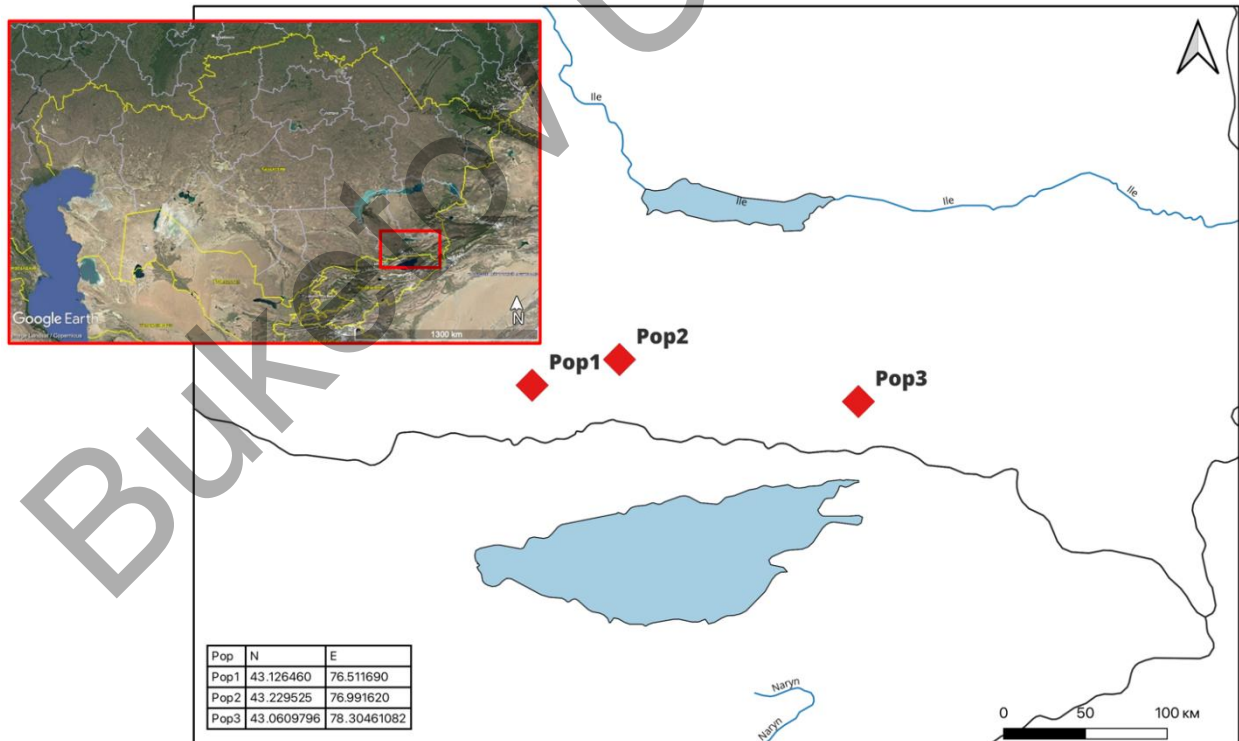 Buketov U
Google Earth
1300 km
N
Ile
Ile
Ile
Ile
Pop1
Pop2
Pop3
Naryn
Naryn
Pop N E
Pop1 43.126460 76.511690
Pop2 43.229525 76.991620
Pop3 43.0609796 78.30461082
0 50 100 км